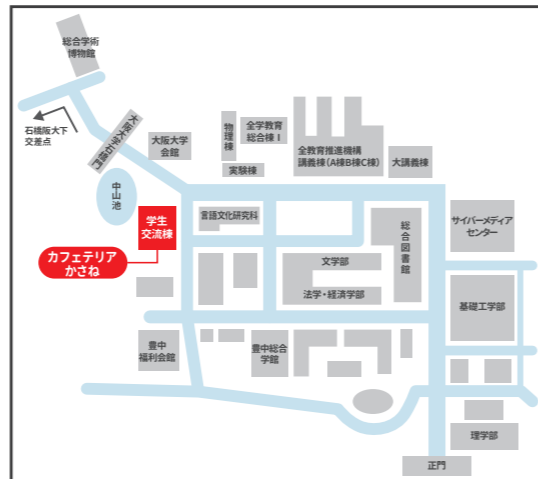 総合学術
博物館
石橋阪大下
交差点
大阪大学石橋門
大阪大学
会館
物理棟
全学教育
総合棟Ⅰ
実験棟
全教育推進機構
講義棟(A棟B棟C棟)
大講義棟
中山池
学生
交流棟
カフェテリア
かさね
言語文化研究科
総合図書館
サイバーメディア
センター
文学部
法学・経済学部
基礎工学部
豊中
福利会館
豊中総合
学館
理学部
正門